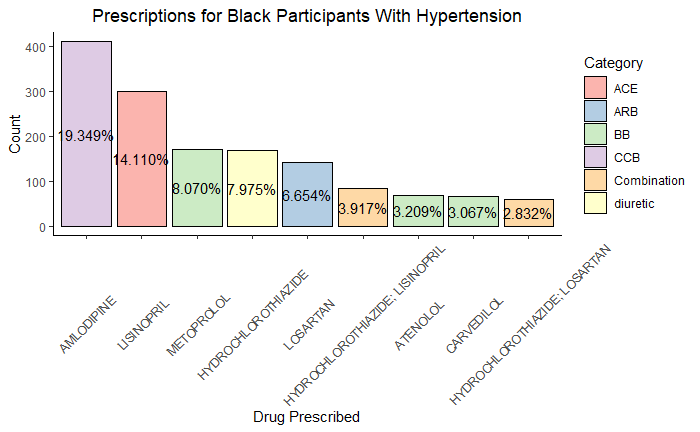 Prescriptions for Black Participants With Hypertension
Count
400
300
200
100
0
19.349%
14.110%
8.070%
7.975%
6.654%
3.917%
3.209%
3.067%
2.832%
AMLODIPINE
LISINOPRIL
METOPROLOL
HYDROCHLOROTHIAZIDE
LOSARTAN
HYDROCHLOROTHIAZIDE; LISINOPRIL
ATENOLOL
CARVEDILOL
HYDROCHLOROTHIAZIDE; LOSARTAN
Drug Prescribed
Category
ACE
ARB
BB
CCB
Combination
diuretic